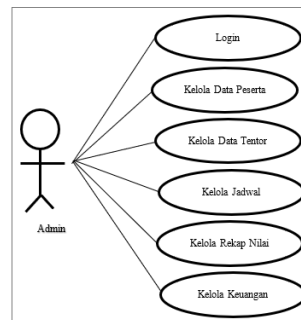 Login
Kelola Data Peserta
Kelola Data Tentor
Kelola Jadwal
Admin
Kelola Rekap Nilai
Kelola Keuangan